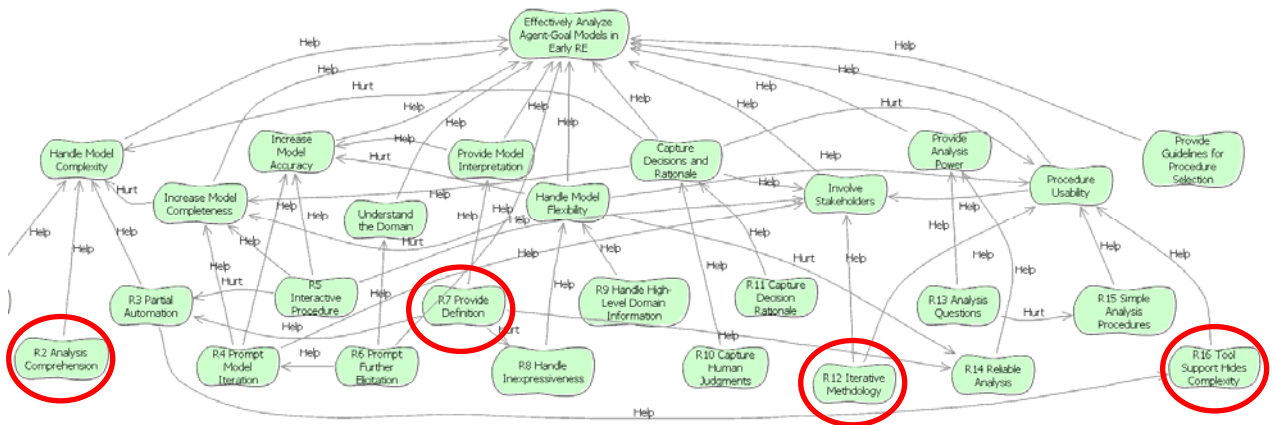 Effectively Analyze
Agent-Goal Models in
Early RE
Help
Help
Help
Help
Hurt
Help
Help
Help
Hurt
Help
Help
Handle Model
Complexity
Increase
Model
Accuracy
Help
Hurt
Provide Model
Interpretation
Help
Help
Capture
Decisions and
Rationale
Help
Help
Provide
Analysis
Power
Provide
Guidelines for
Procedure
Selection
Procedure
Usability
Hurt
Increase Model
Completeness
Help
Understand
the Domain
Help
Handle Model
Flexibility
Help
Involve
Stakeholders
Help
Help
Help
Hurt
Help
Help
Help
Hurt
Help
Help
Help
Help
Help
Help
Help
Help
Hurt
R3 Partial
Automation
R5
Interactive
Procedure
R7 Provide
Definition
R9 Handle High-
Level Domain
Information
R11 Capture
Decision
Rationale
R13 Analysis
Questions
R15 Simple
Analysis
Procedures
Help
Hurt
Help
Hurt
Help
R2 Analysis
Comprehension
R4 Prompt
Model
Iteration
R6 Prompt
Further
Elicitation
R8 Handle
Inexpressiveness
R10 Capture
Human
Judgments
R12 Iterative
Methdology
R14 Reliable
Analysis
R16 Tool
Support Hides
Complexity
Help